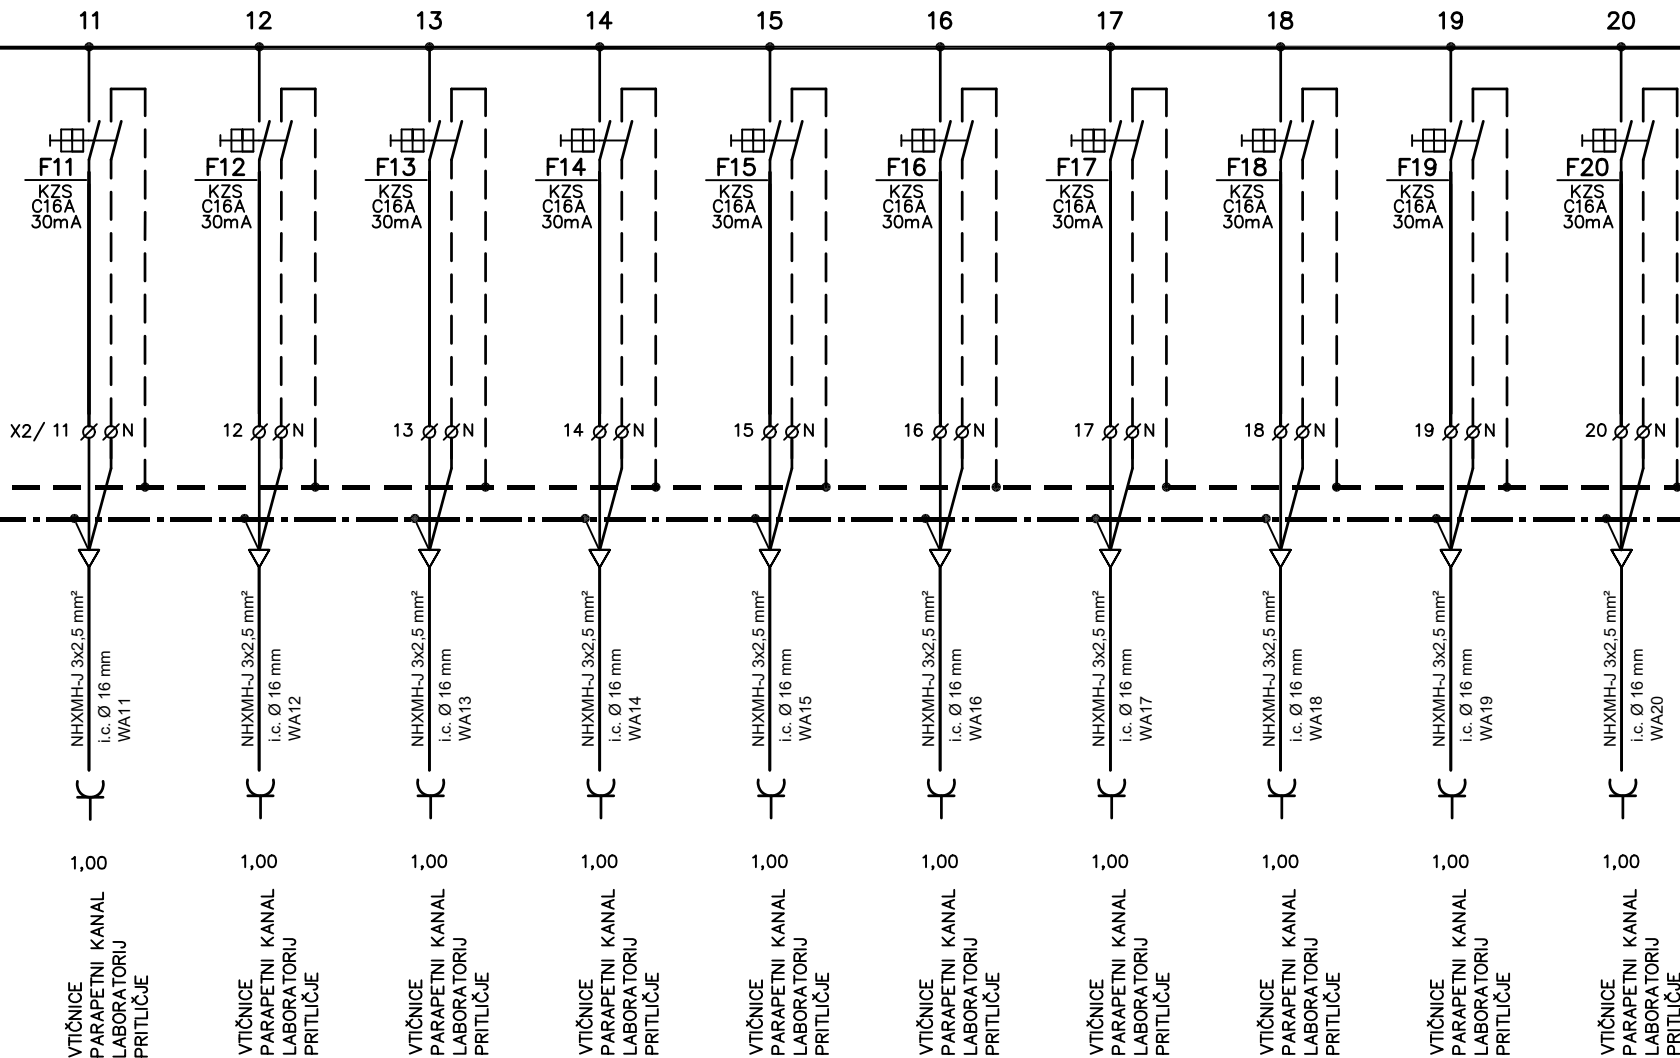 11 12 13 14 15 16 17 18 19 20
F11 F12 F13 F14 F15 F16 F17 F18 F19 F20
KZS KZS KZS KZS KZS KZS KZS KZS KZS KZS
C16A C16A C16A C16A C16A C16A C16A C16A C16A C16A
30mA 30mA 30mA 30mA 30mA 30mA 30mA 30mA 30mA 30mA
X2/ 11 N 12 N 13 N 14 N 15 N 16 N 17 N 18 N 19 N 20 N
NHXMH-J 3x2,5 mm²
i.c. Ø 16 mm
WA11
NHXMH-J 3x2,5 mm²
i.c. Ø 16 mm
WA12
NHXMH-J 3x2,5 mm²
i.c. Ø 16 mm
WA13
NHXMH-J 3x2,5 mm²
i.c. Ø 16 mm
WA14
NHXMH-J 3x2,5 mm²
i.c. Ø 16 mm
WA15
NHXMH-J 3x2,5 mm²
i.c. Ø 16 mm
WA16
NHXMH-J 3x2,5 mm²
i.c. Ø 16 mm
WA17
NHXMH-J 3x2,5 mm²
i.c. Ø 16 mm
WA18
NHXMH-J 3x2,5 mm²
i.c. Ø 16 mm
WA19
NHXMH-J 3x2,5 mm²
i.c. Ø 16 mm
WA20
1,00 1,00 1,00 1,00 1,00 1,00 1,00 1,00 1,00 1,00
VTIČNICE
PARAPETNI KANAL
LABORATORIJ
PRITLIČJE
VTIČNICE
PARAPETNI KANAL
LABORATORIJ
PRITLIČJE
VTIČNICE
PARAPETNI KANAL
LABORATORIJ
PRITLIČJE
VTIČNICE
PARAPETNI KANAL
LABORATORIJ
PRITLIČJE
VTIČNICE
PARAPETNI KANAL
LABORATORIJ
PRITLIČJE
VTIČNICE
PARAPETNI KANAL
LABORATORIJ
PRITLIČJE
VTIČNICE
PARAPETNI KANAL
LABORATORIJ
PRITLIČJE
VTIČNICE
PARAPETNI KANAL
LABORATORIJ
PRITLIČJE
VTIČNICE
PARAPETNI KANAL
LABORATORIJ
PRITLIČJE
VTIČNICE
PARAPETNI KANAL
LABORATORIJ
PRITLIČJE